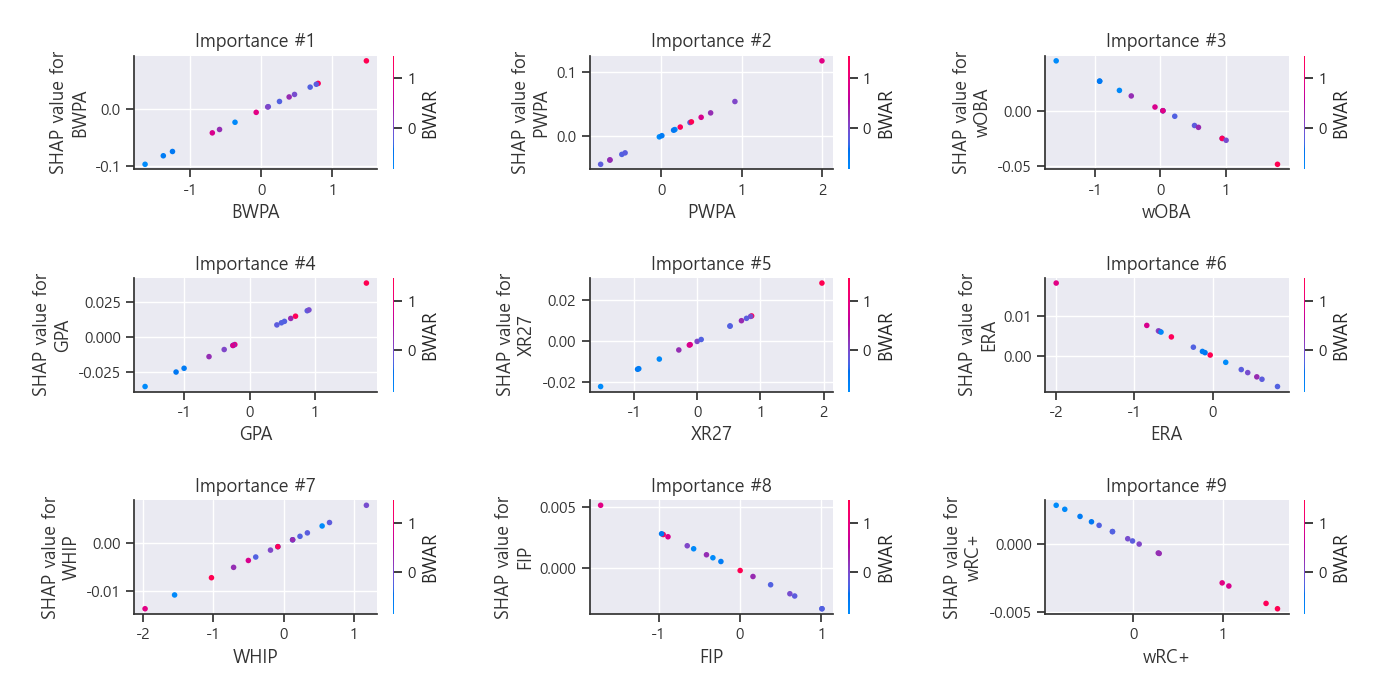 Importance #1
SHAP value for
BWPA
0.0
-0.1
-1
0
1
BWPA
1
0
BWAR
Importance #2
SHAP value for
PWPA
0.1
0.0
0
1
2
PWPA
1
0
BWAR
Importance #3
SHAP value for
wOBA
0.00
-0.05
-1
0
1
wOBA
1
0
BWAR
Importance #4
SHAP value for
GPA
0.025
0.000
-0.025
-1
0
1
GPA
1
0
BWAR
Importance #5
SHAP value for
XR27
0.02
0.00
-0.02
-1
0
1
2
XR27
1
0
BWAR
Importance #6
SHAP value for
ERA
0.01
0.00
-2
-1
0
ERA
1
0
BWAR
Importance #7
SHAP value for
WHIP
0.00
-0.01
-2
-1
0
1
WHIP
1
0
BWAR
Importance #8
SHAP value for
FIP
0.005
0.000
-1
0
1
FIP
1
0
BWAR
Importance #9
SHAP value for
wRC+
0.000
-0.005
0
1
wRC+
1
0
BWAR